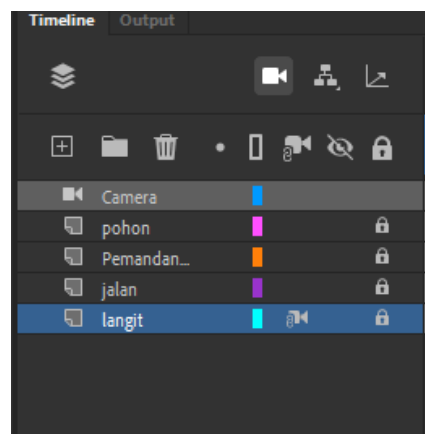 Timeline Output
Camera
pohon
Pemandan...
jalan
langit